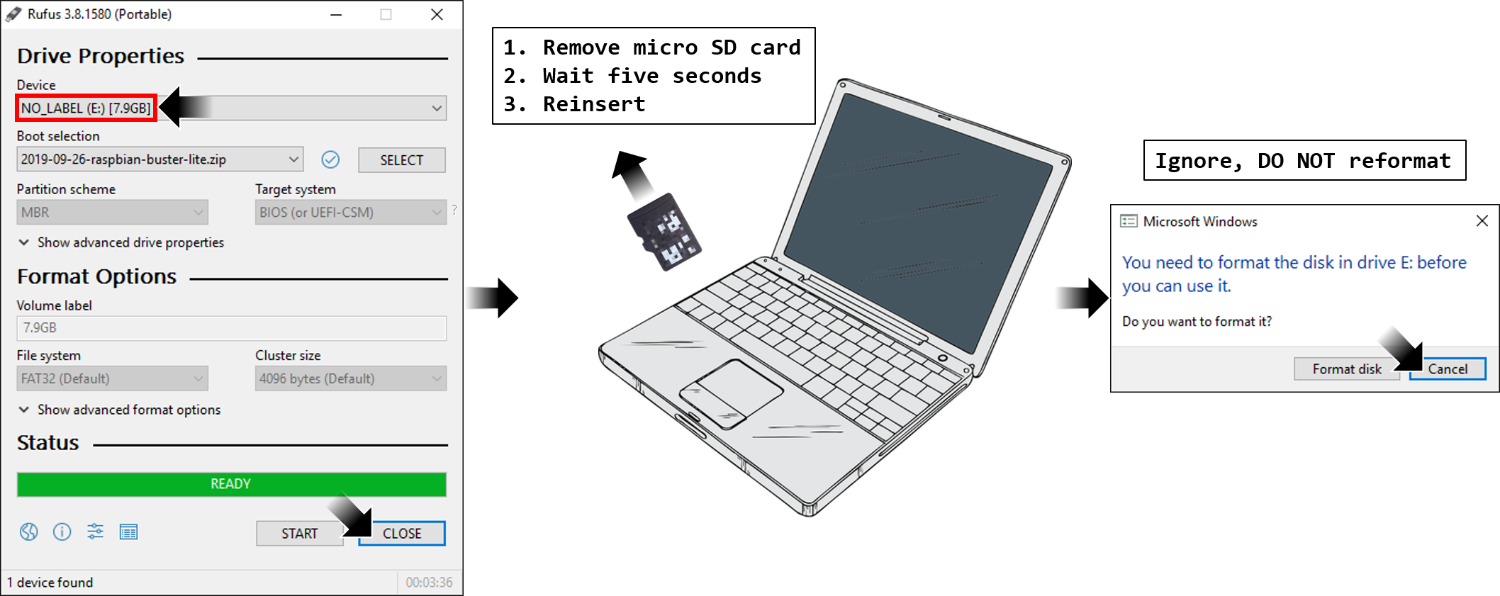 Rufus 3.8.1580 (Portable)
Drive Properties
Device
NO_LABEL (E:) [7.9GB]
Boot selection
2019-09-26-raspbian-buster-lite.zip
SELECT
Partition scheme
Target system
MBR
BIOS (or UEFI-CSM)
?
Show advanced drive properties
Format Options
Volume label
7.9GB
File system
Cluster size
FAT32 (Default)
4096 bytes (Default)
Show advanced format options
Status
READY
START
CLOSE
1 device found
00:03:36
1. Remove micro SD card
2. Wait five seconds
3. Reinsert
Ignore, DO NOT reformat
Microsoft Windows
You need to format the disk in drive E: before
you can use it.
Do you want to format it?
Format disk
Cancel